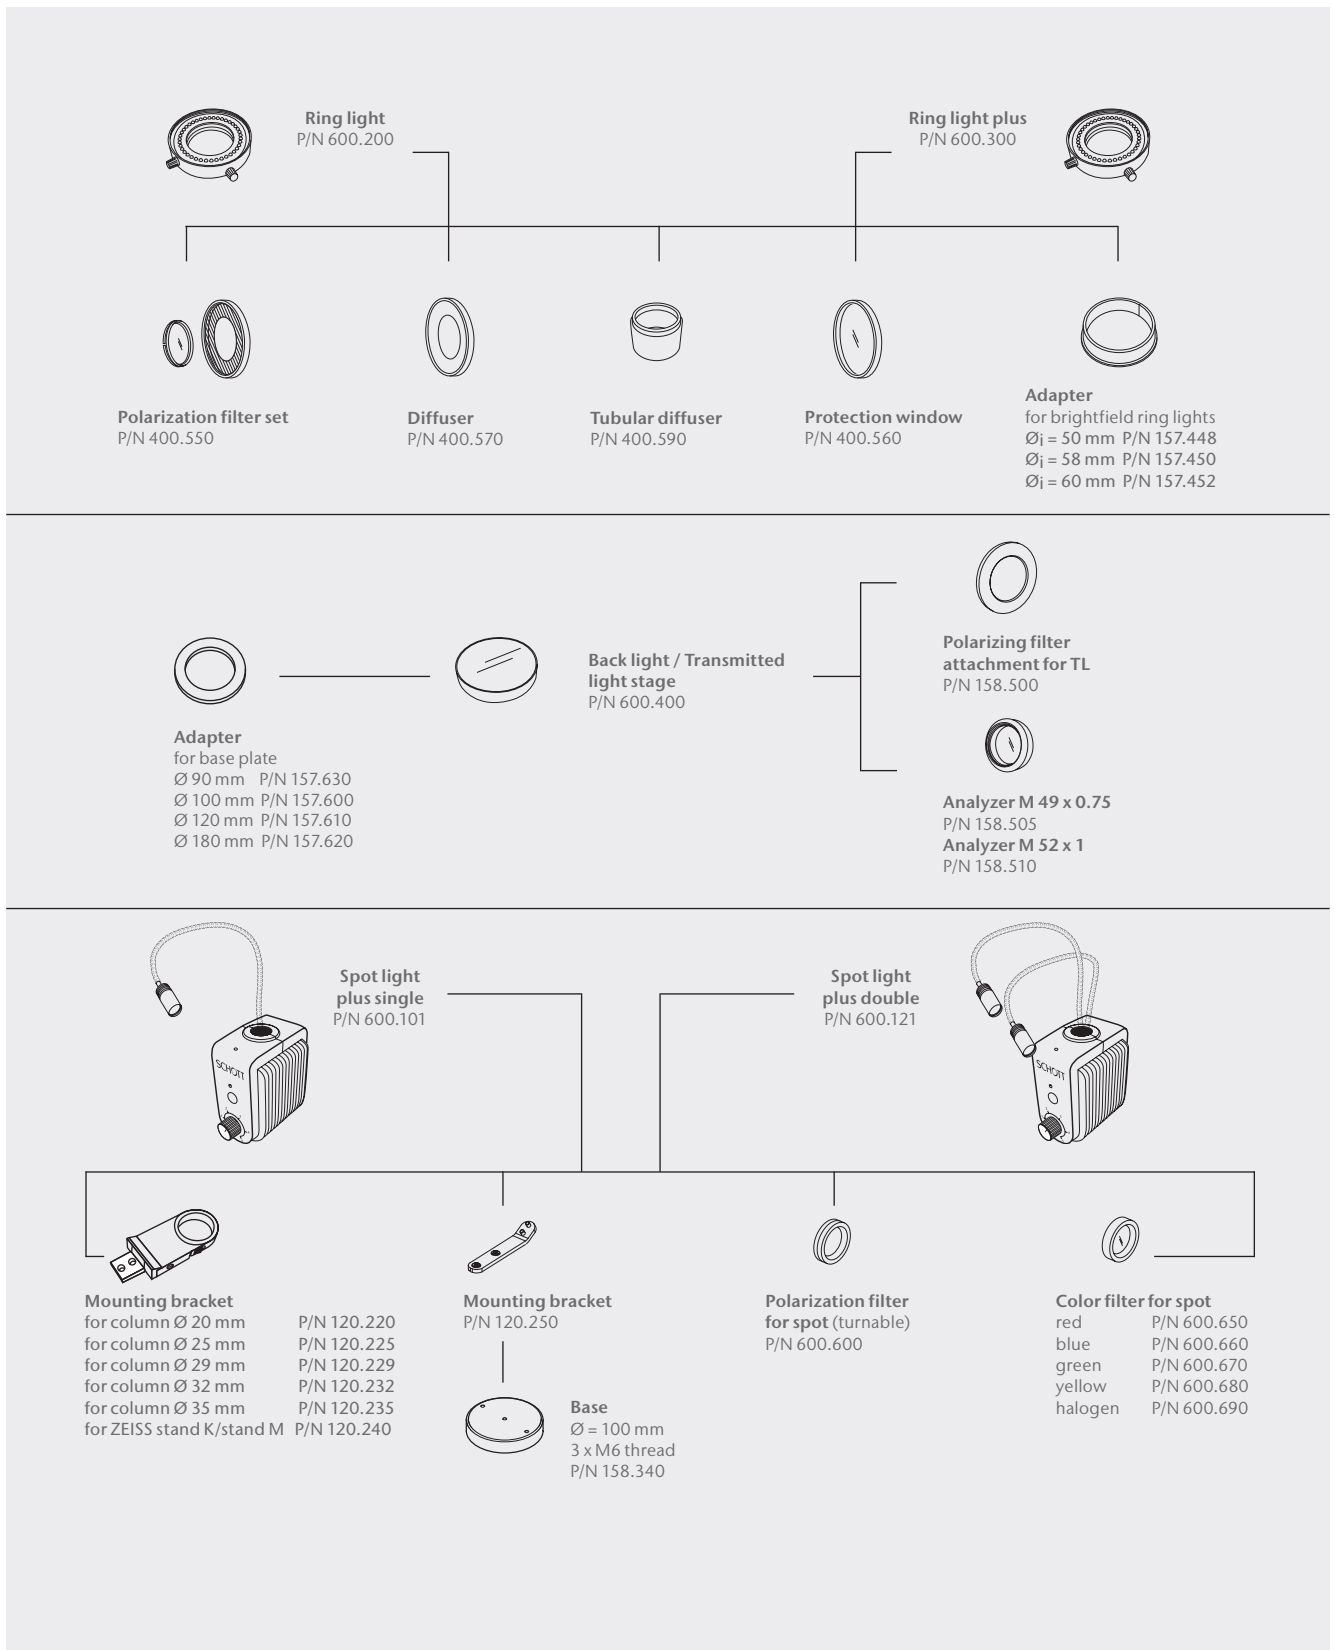 Ring light
P/N 600.200
Ring light plus
P/N 600.300
Polarization filter set
P/N 400.550
Diffuser
P/N 400.570
Tubular diffuser
P/N 400.590
Protection window
P/N 400.560
Adapter
for brightfield ring lights
Øi = 50 mm P/N 157.448
Øi = 58 mm P/N 157.450
Øi = 60 mm P/N 157.452
Adapter
for base plate
Ø 90 mm P/N 157.630
Ø 100 mm P/N 157.600
Ø 120 mm P/N 157.610
Ø 180 mm P/N 157.620
Back light / Transmitted
light stage
P/N 600.400
Polarizing filter
attachment for TL
P/N 158.500
Analyzer M 49 x 0.75
P/N 158.505
Analyzer M 52 x 1
P/N 158.510
Spot light
plus single
P/N 600.101
SCHOTT
Spot light
plus double
P/N 600.121
SCHOTT
Mounting bracket
for column Ø 20 mm P/N 120.220
for column Ø 25 mm P/N 120.225
for column Ø 29 mm P/N 120.229
for column Ø 32 mm P/N 120.232
for column Ø 35 mm P/N 120.235
for ZEISS stand K/stand M P/N 120.240
Mounting bracket
P/N 120.250
Base
Ø = 100 mm
3 x M6 thread
P/N 158.340
Polarization filter
for spot (turnable)
P/N 600.600
Color filter for spot
red P/N 600.650
blue P/N 600.660
green P/N 600.670
yellow P/N 600.680
halogen P/N 600.690